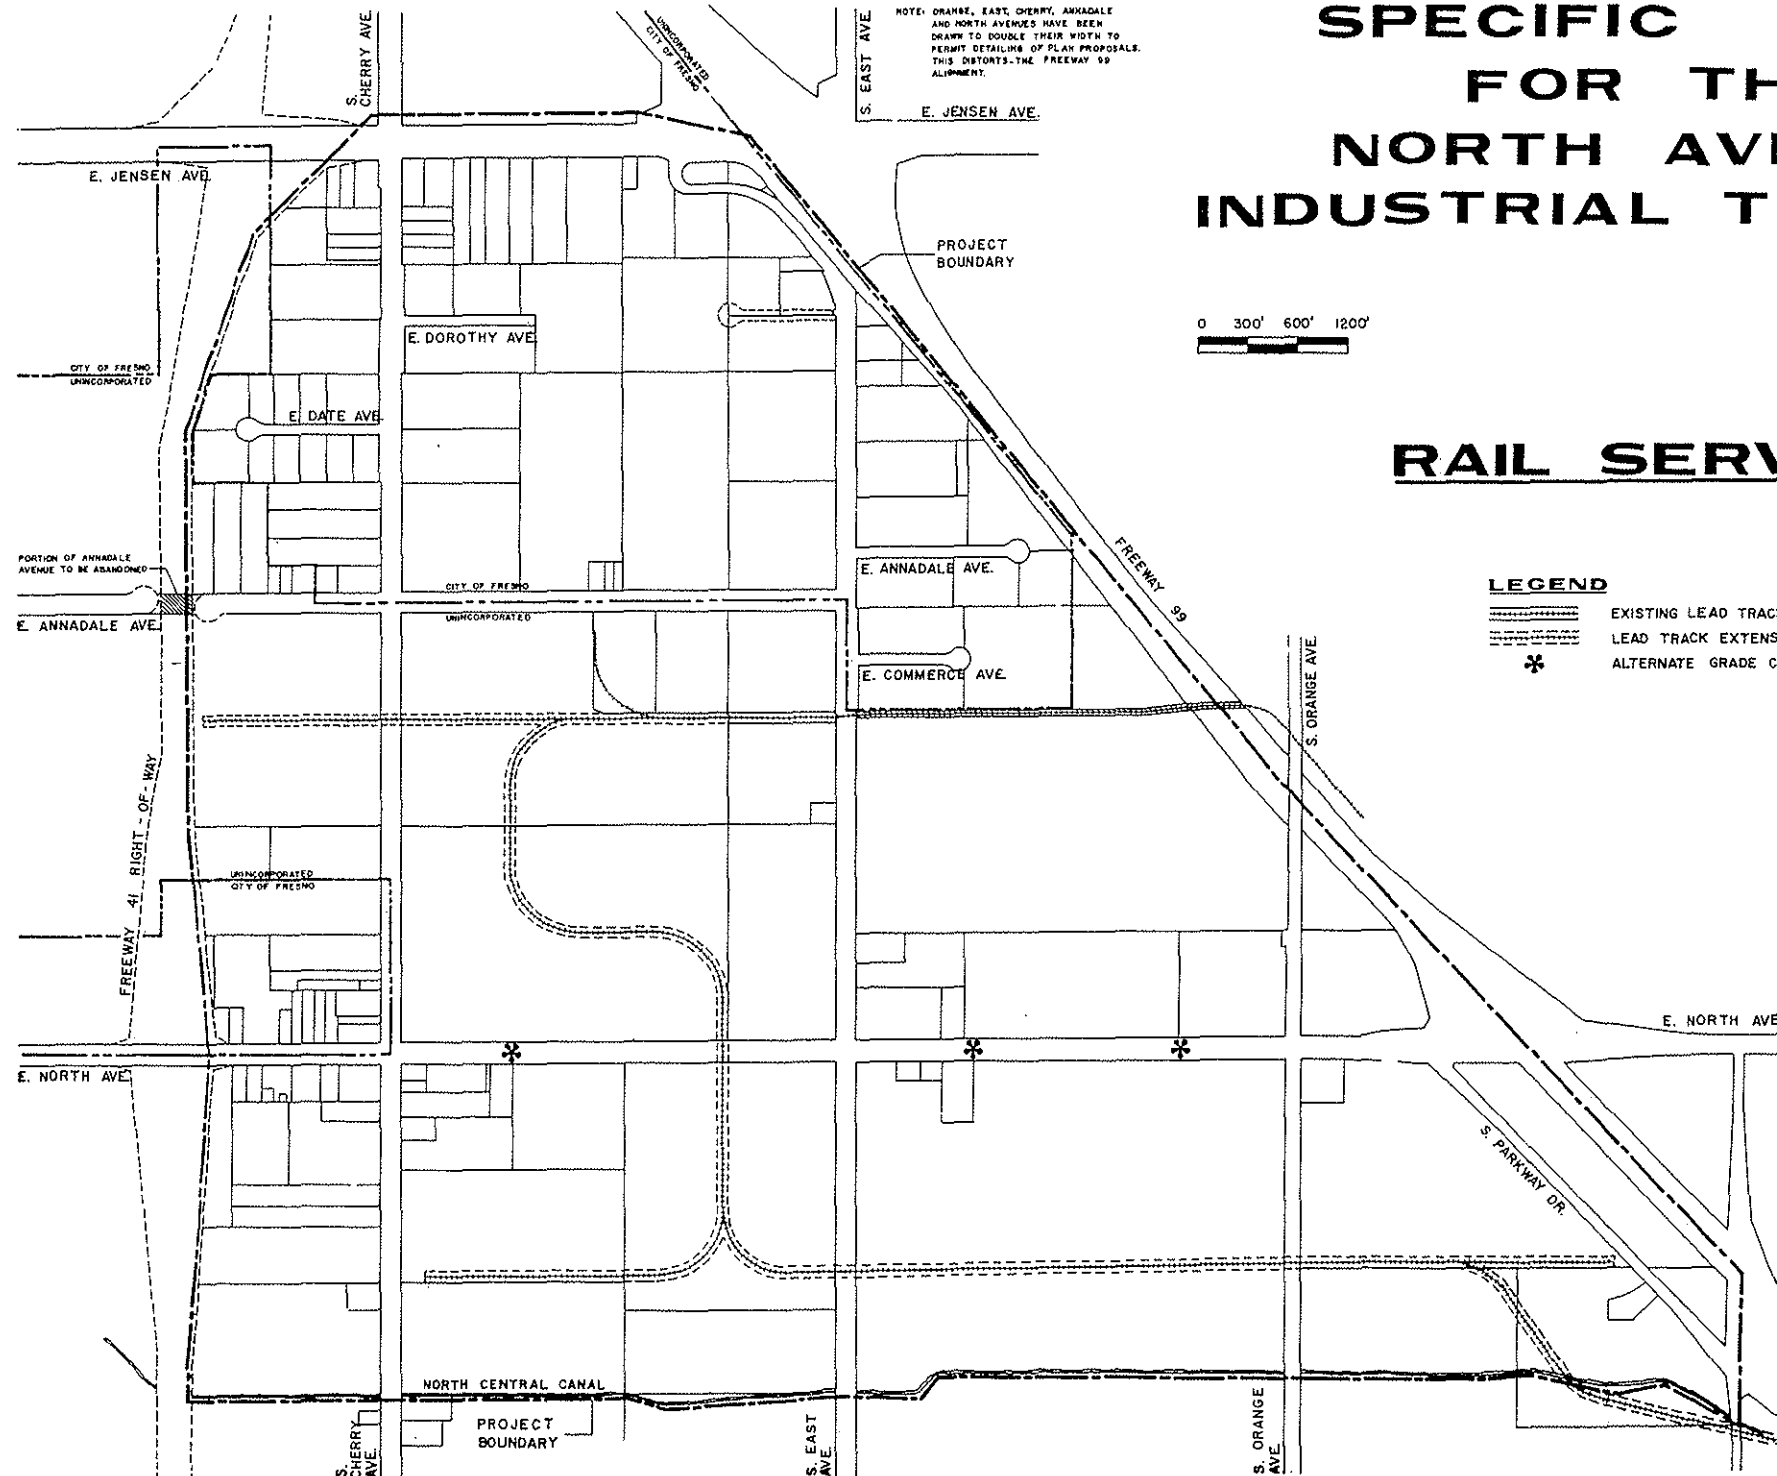 SPECIFIC
FOR TH
NORTH AV
INDUSTRIAL T
NOTE: ORANGE, EAST, CHERRY, ANNADALE
AND NORTH AVENUES HAVE BEEN
DRAWN TO DOUBLE THEIR WIDTH TO
PERMIT DETAILING OF PLAN PROPOSALS.
THIS DISTORTS THE FREEWAY 99
ALIGNMENT.
S.
CHERRY AVE.
UNINCORPORATED
CITY OF FRESNO
S. EAST AVE.
E. JENSEN AVE.
E. JENSEN AVE.
PROJECT
BOUNDARY
0 300' 600' 1200'
E. DOROTHY AVE.
CITY OF FRESNO
UNINCORPORATED
E. DATE AVE.
RAIL SERV
PORTION OF ANNADALE
AVENUE TO BE ABANDONED
E. ANNADALE AVE.
CITY OF FRESNO
UNINCORPORATED
E. ANNADALE AVE.
FREEWAY 99
LEGEND
EXISTING LEAD TRAC
LEAD TRACK EXTENS
ALTERNATE GRADE C
E. COMMERCE AVE.
S. ORANGE AVE.
FREEWAY 41 RIGHT-OF-WAY
UNINCORPORATED
CITY OF FRESNO
E. NORTH AVE
E. NORTH AVE.
S. PARKWAY DR.
NORTH CENTRAL CANAL
PROJECT
BOUNDARY
S.
CHERRY
AVE.
S. EAST
AVE.
S. ORANGE
AVE.